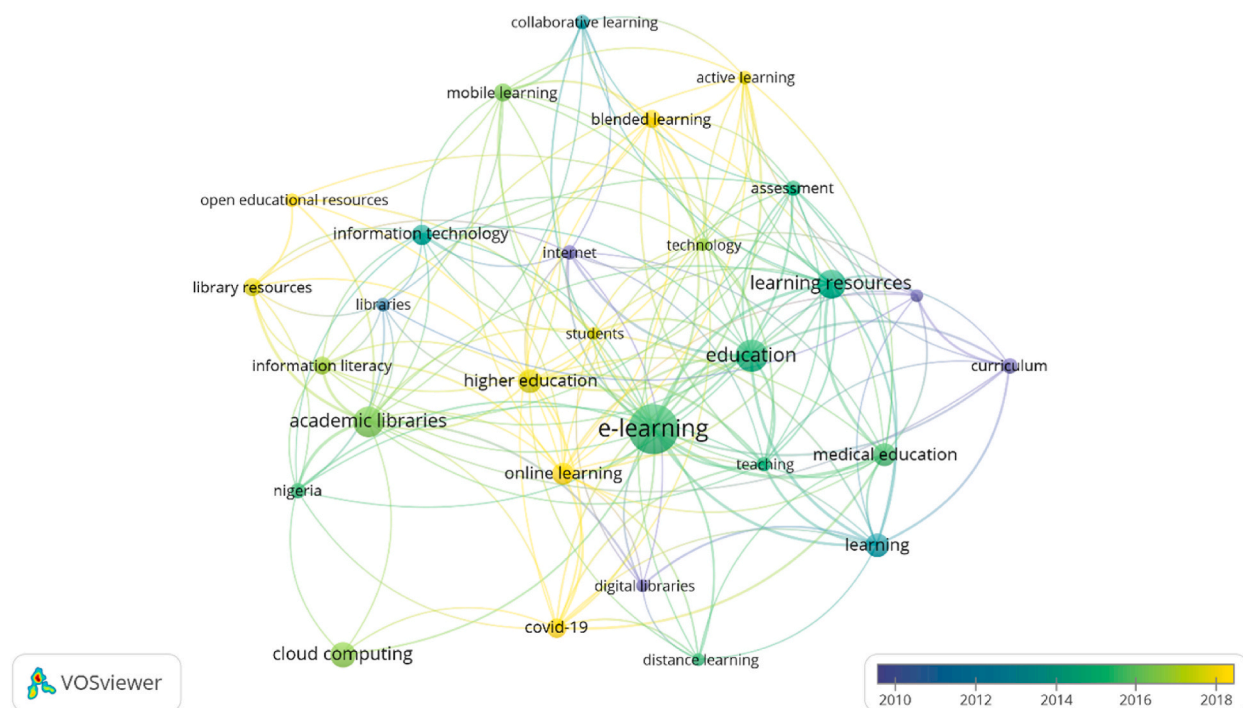 collaborative learning
active learning
mobile learning
blended learning
assessment
open educational resources
information technology
technology
internet
learning resources
library resources
libraries
students
education
information literacy
curriculum
higher education
academic libraries
e-learning
medical education
teaching
online learning
nigeria
learning
digital libraries
covid-19
cloud computing
distance learning
VOSviewer
2010 2012 2014 2016 2018